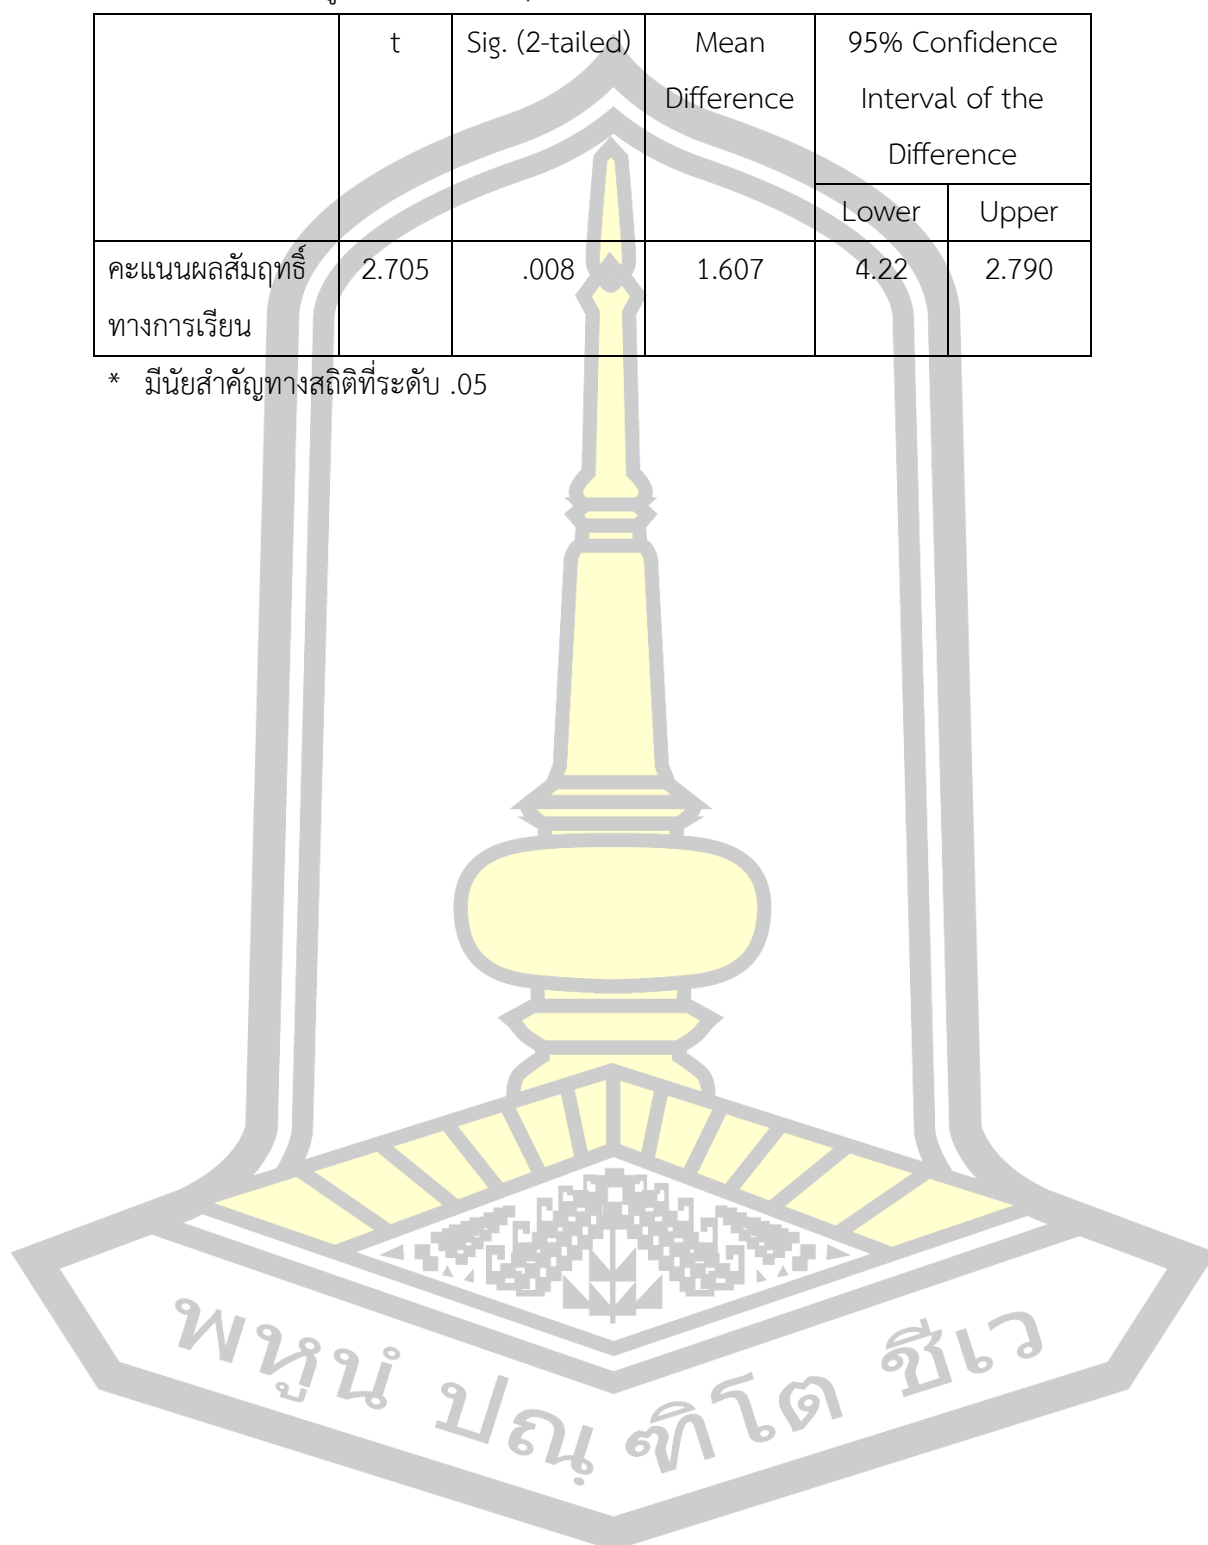 t Sig. (2-tailed) Mean 95% Confidence
Difference Interval of the
Difference
Lower Upper
คะแนนผลสัมฤทธิ์ 2.705 .008 1.607 4.22 2.790
ทางการเรียน
* มีนัยสำคัญทางสถิติที่ระดับ .05
พหูนํ ปณฺฑิโต ชีเว